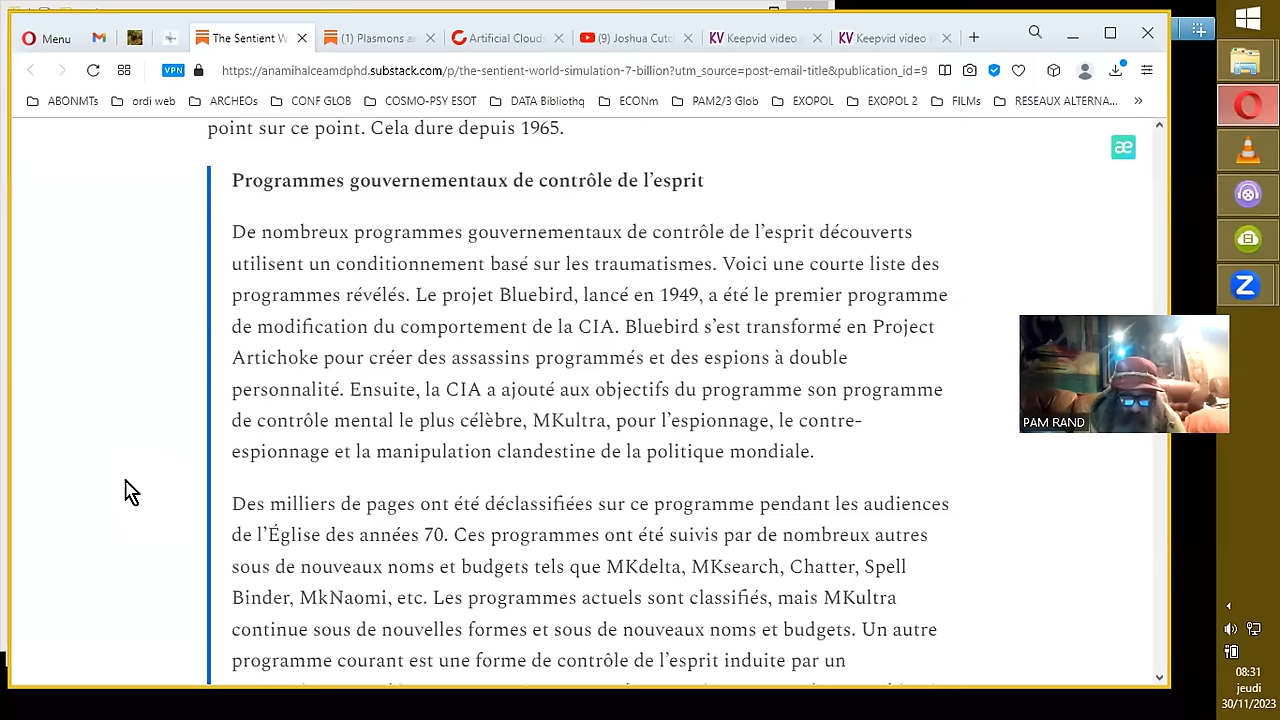 Menu
The Sentient W
(1) Plasmons a
Artificial Cloud
(9) Joshua Cutc
Keepvid video
Keepvid video
VPN
https://anamihalceamdphd.substack.com/p/the-sentient-world-simulation-7-billion?utm_source=post-email-title&publication_id=9
ABONMTs
ordi web
ARCHEOs
CONF GLOB
COSMO-PSY ESOT
DATA Bibliothq
ECONm
PAM2/3 Glob
EXOPOL
EXOPOL 2
FILMs
RESEAUX ALTERNA...
point sur ce point. Cela dure depuis 1965.
æ
Programmes gouvernementaux de contrôle de l'esprit
De nombreux programmes gouvernementaux de contrôle de l'esprit découverts
utilisent un conditionnement basé sur les traumatismes. Voici une courte liste des
programmes révélés. Le projet Bluebird, lancé en 1949, a été le premier programme
de modification du comportement de la CIA. Bluebird s'est transformé en Project
Artichoke pour créer des assassins programmés et des espions à double
personnalité. Ensuite, la CIA a ajouté aux objectifs du programme son programme
de contrôle mental le plus célèbre, MKultra, pour l'espionnage, le contre-
espionnage et la manipulation clandestine de la politique mondiale.
PAM RAND
Des milliers de pages ont été déclassifiées sur ce programme pendant les audiences
de l'Église des années 70. Ces programmes ont été suivis par de nombreux autres
sous de nouveaux noms et budgets tels que MKdelta, MKsearch, Chatter, Spell
Binder, MkNaomi, etc. Les programmes actuels sont classifiés, mais MKultra
continue sous de nouvelles formes et sous de nouveaux noms et budgets. Un autre
programme courant est une forme de contrôle de l'esprit induite par un
08:31
jeudi
30/11/2023